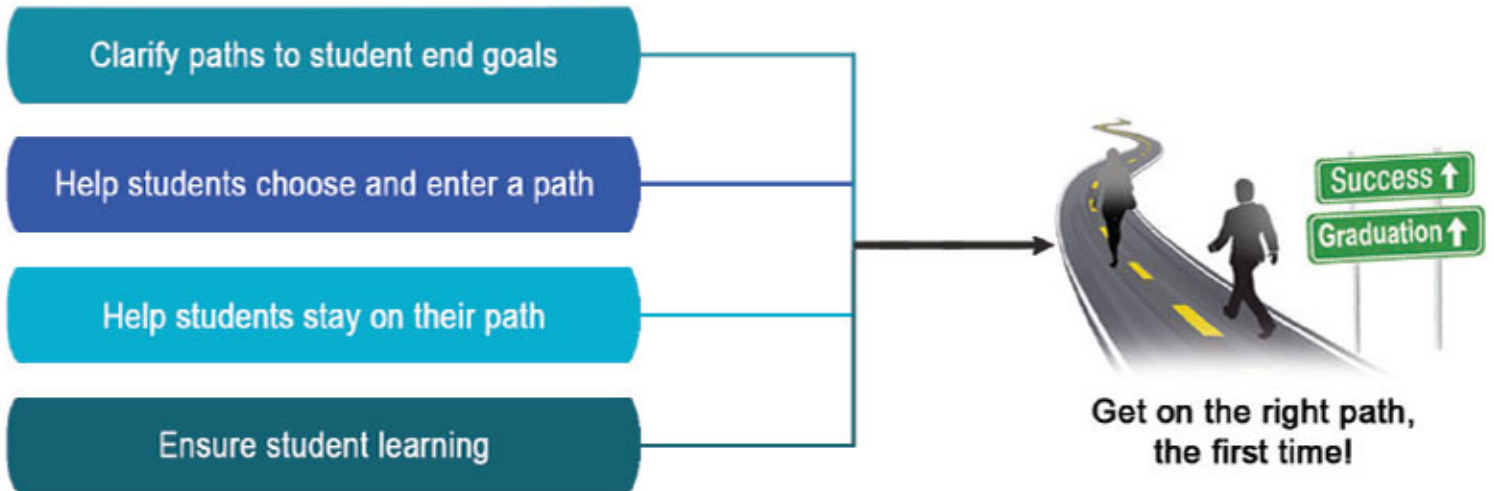 Clarify paths to student end goals
Help students choose and enter a path
Help students stay on their path
Ensure student learning
Success ↑
Graduation ↑
Get on the right path,
the first time!